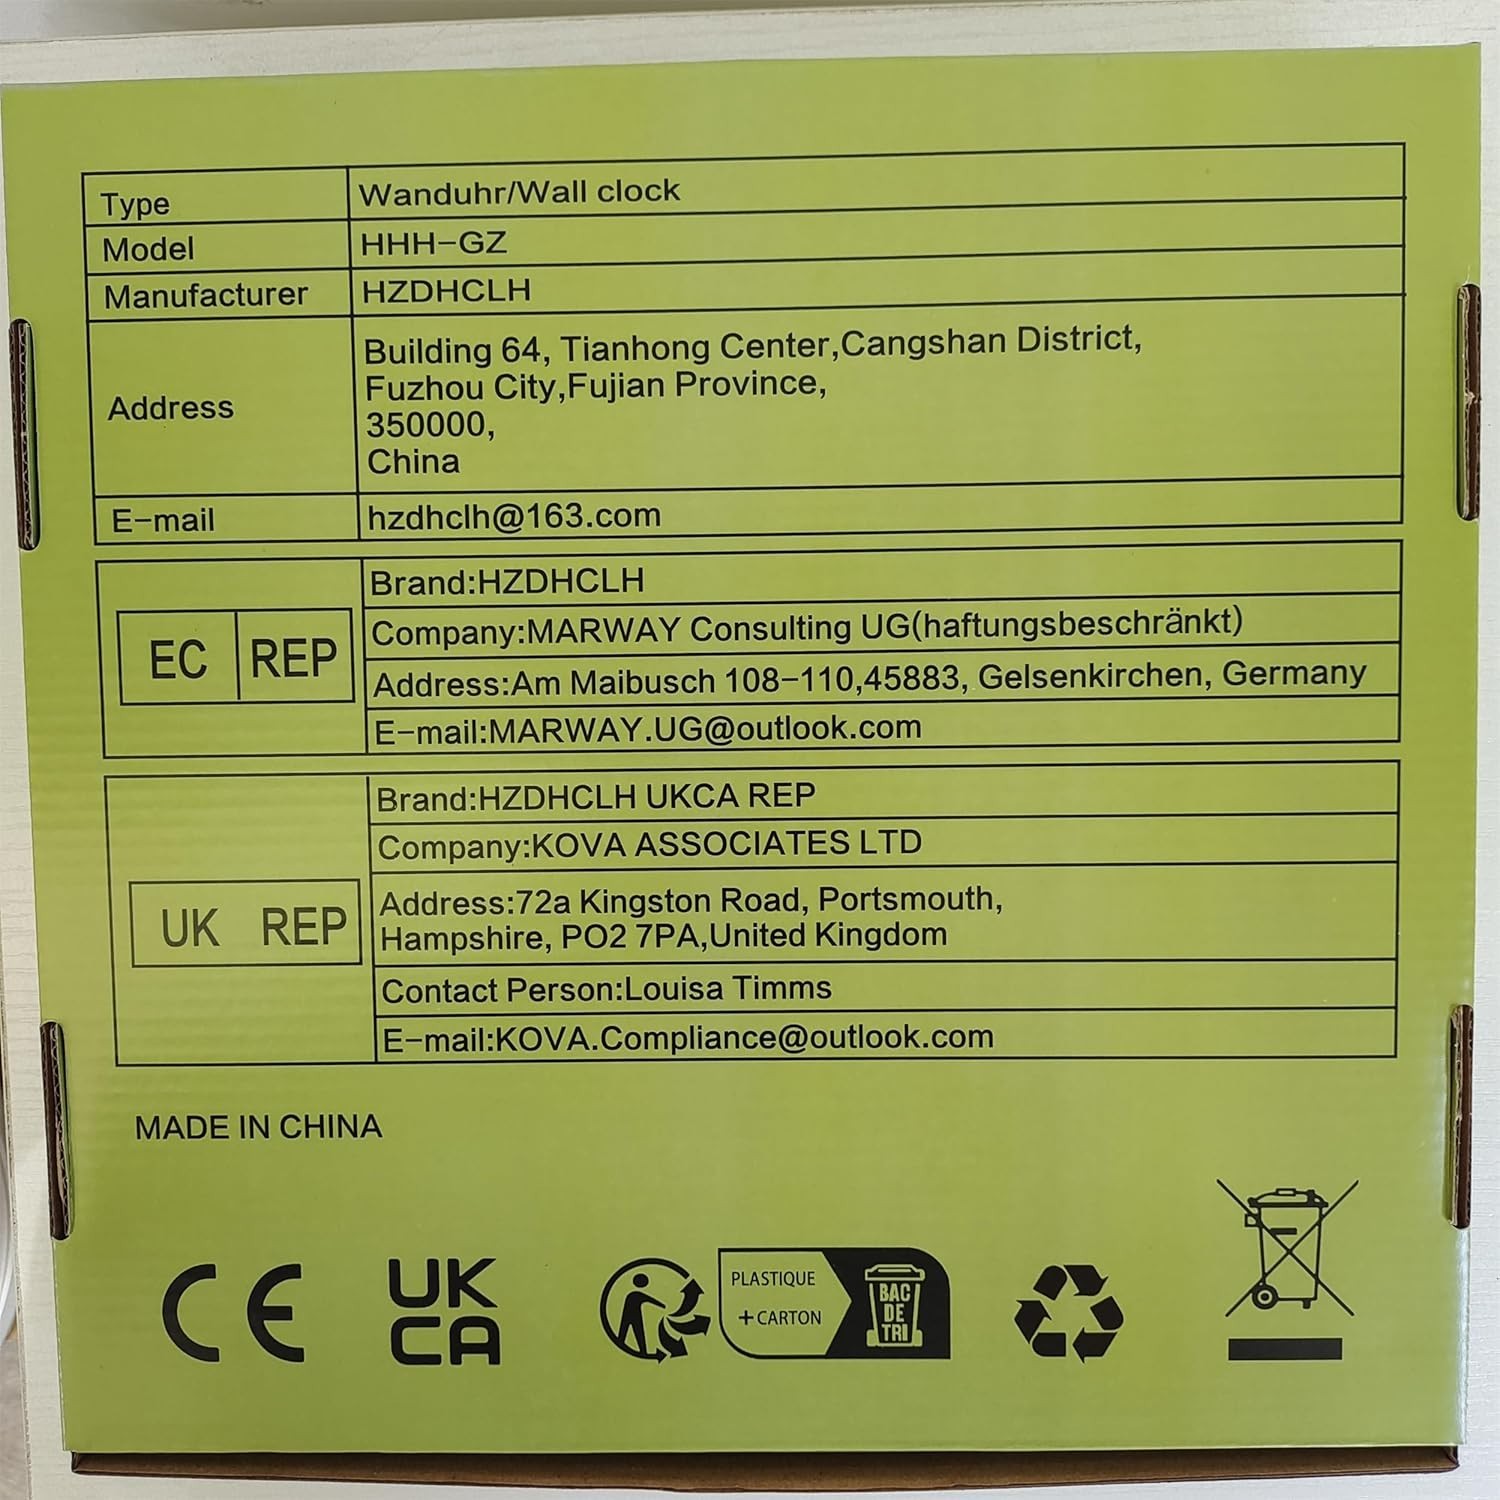 Type Wanduhr/Wall clock
Model HHH-GZ
Manufacturer HZDHCLH
Address
Building 64, Tianhong Center,Cangshan District,
Fuzhou City,Fujian Province,
350000,
China
E-mail hzdhclh@163.com
EC REP
Brand:HZDHCLH
Company:MARWAY Consulting UG(haftungsbeschränkt)
Address:Am Maibusch 108-110,45883, Gelsenkirchen, Germany
E-mail:MARWAY.UG@outlook.com
UK REP
Brand:HZDHCLH UKCA REP
Company:KOVA ASSOCIATES LTD
Address:72a Kingston Road, Portsmouth,
Hampshire, PO2 7PA,United Kingdom
Contact Person:Louisa Timms
E-mail:KOVA.Compliance@outlook.com
MADE IN CHINA
CE
UK
CA
PLASTIQUE
+CARTON
BAC
DE
TRI